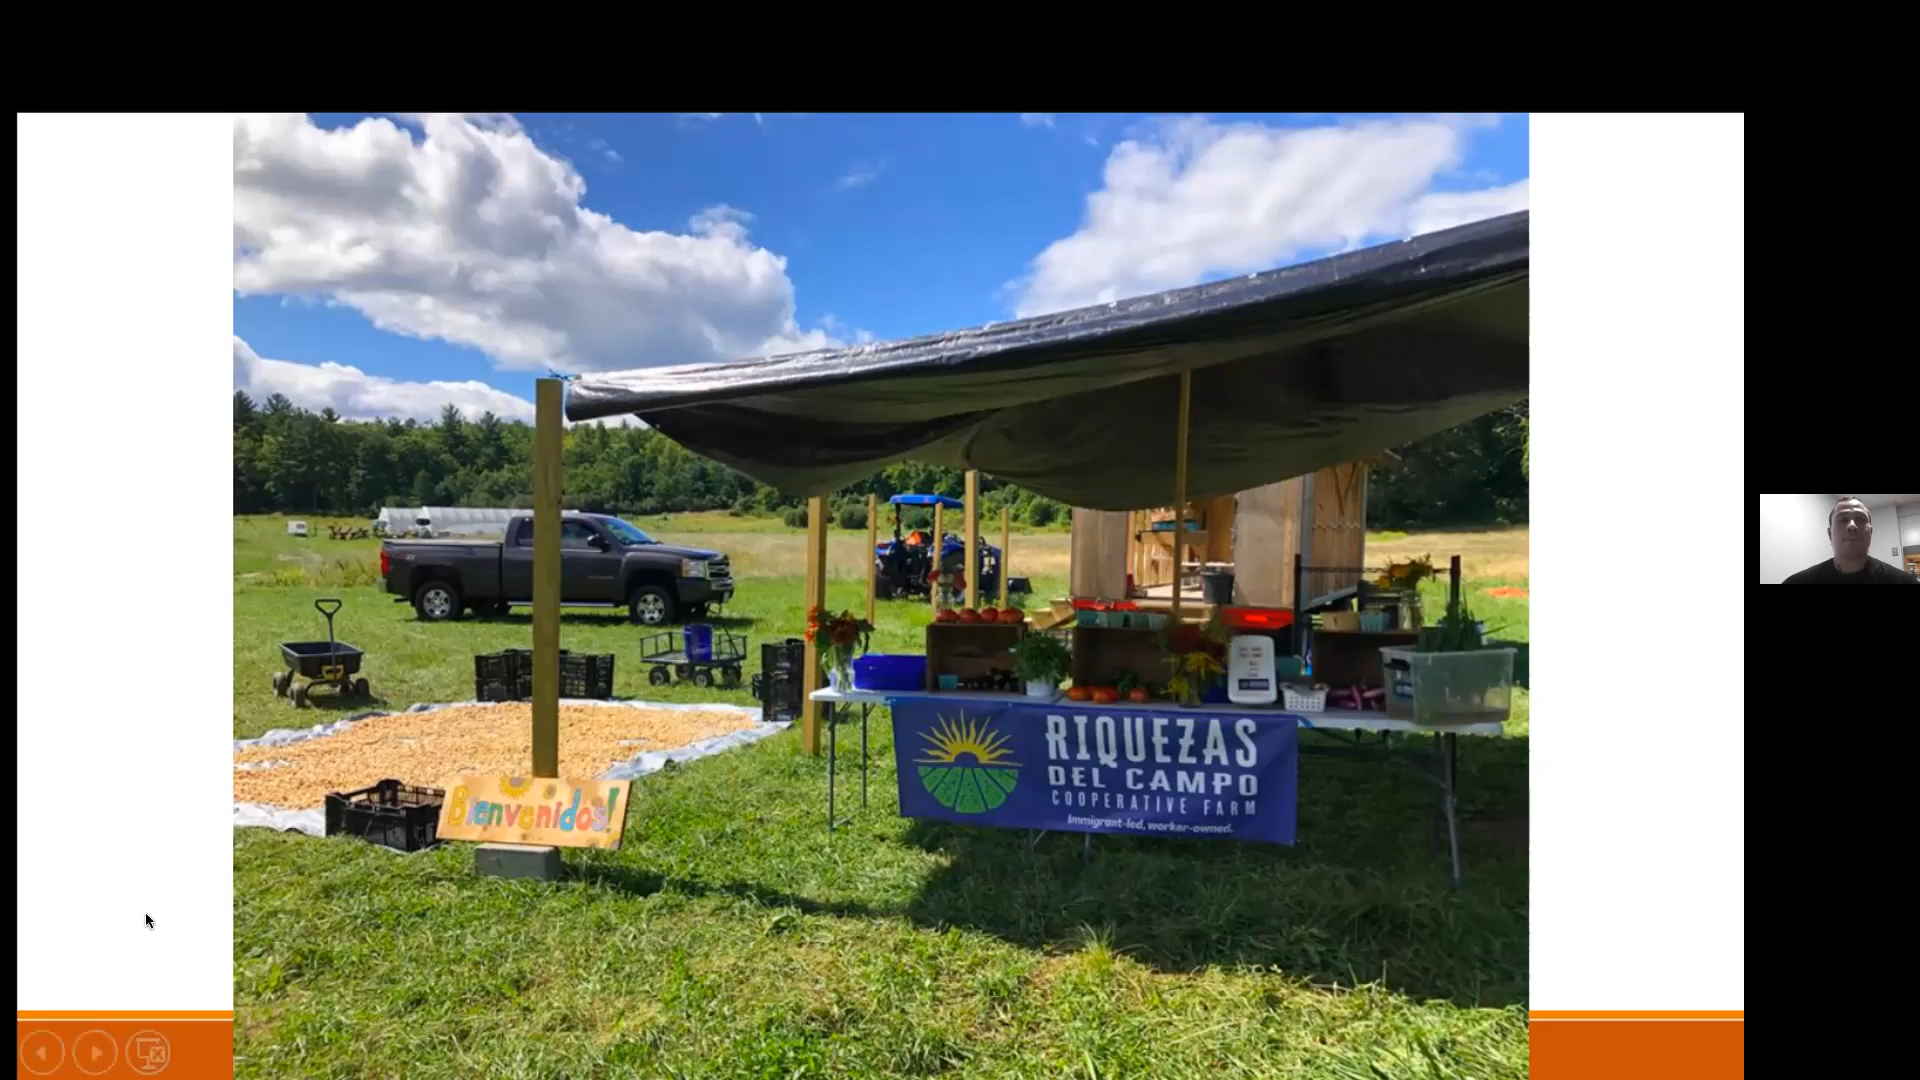 Bienvenidos!
RIQUEZAS
DEL CAMPO
COOPERATIVE FARM
Immigrant-led, worker-owned.